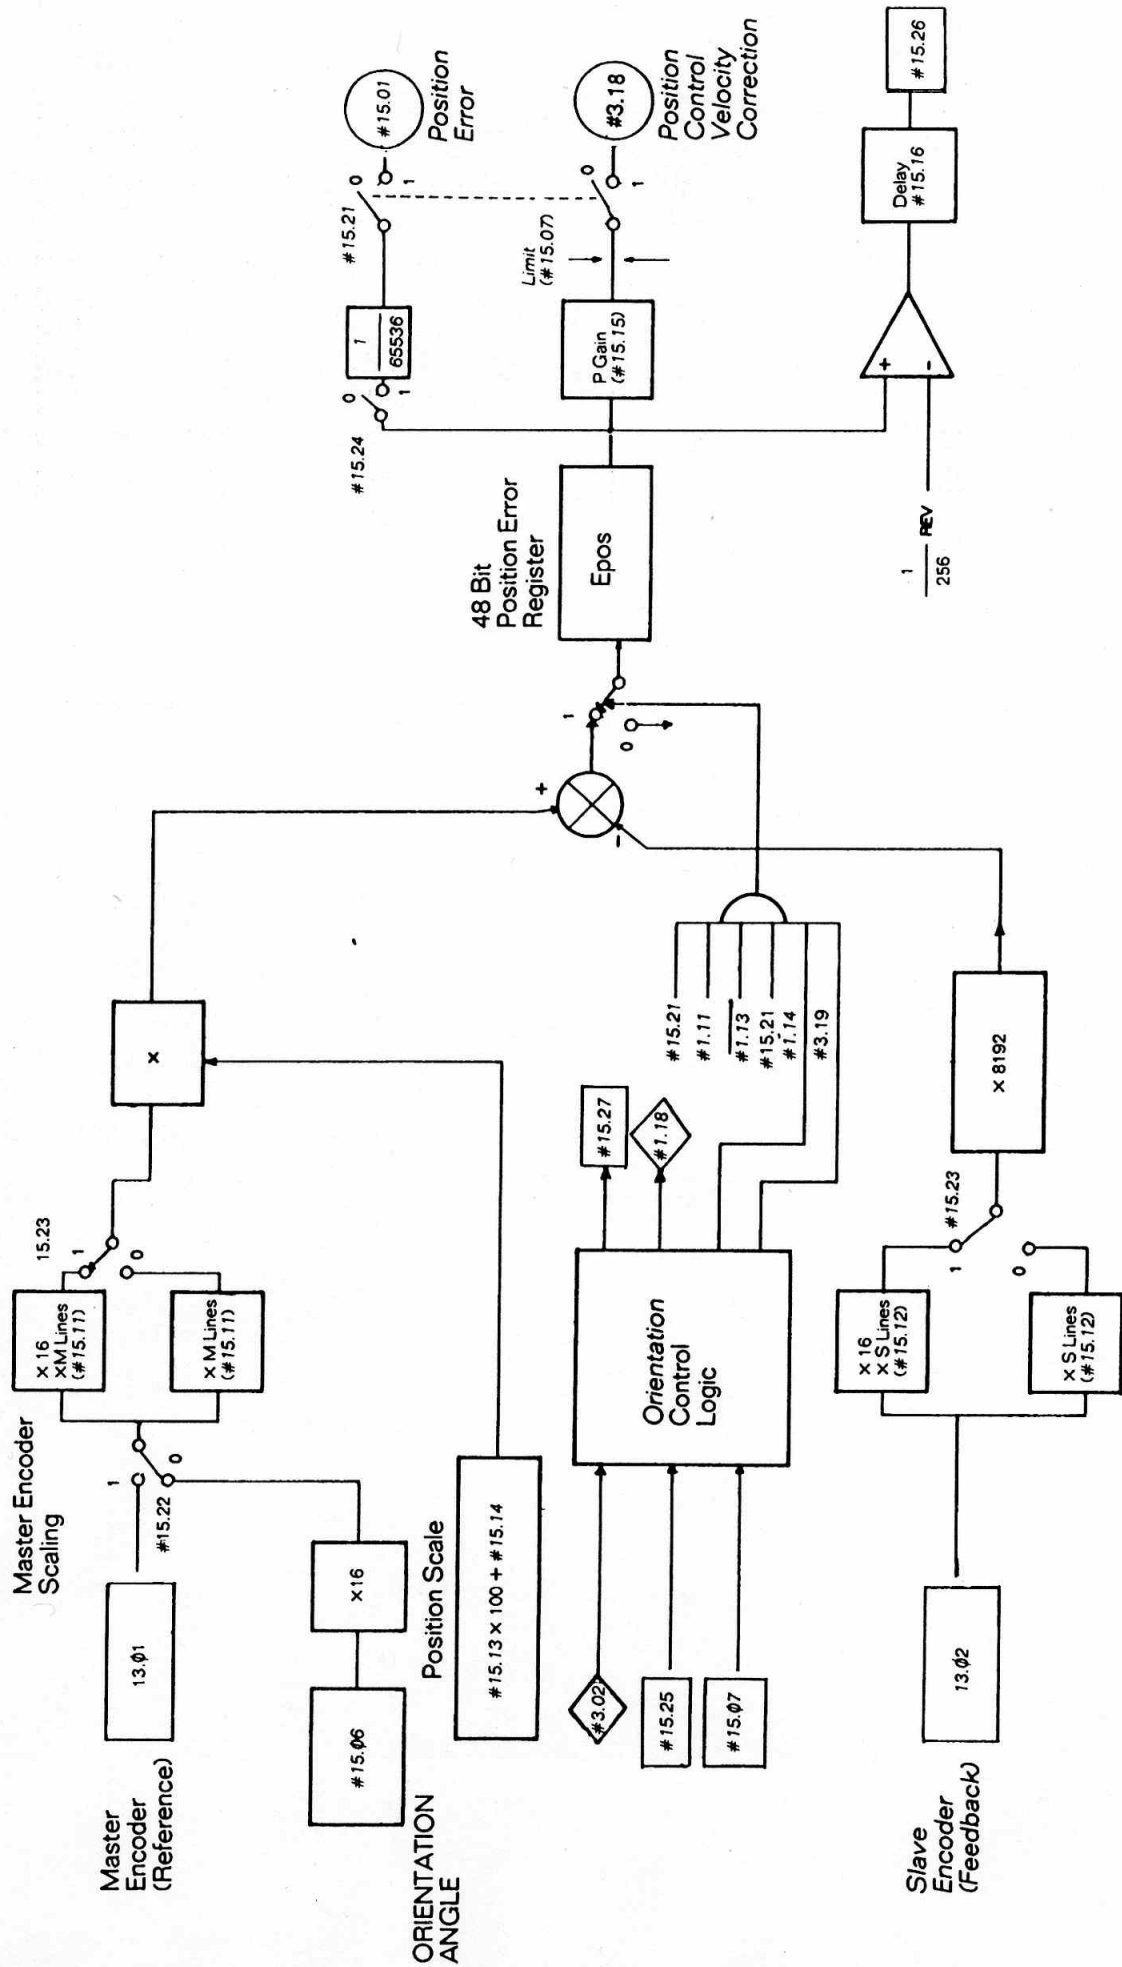 Master Encoder
Scaling
Master
Encoder
(Reference)
13.Ø1
1
0
#15.22
× 16
×M Lines
(#15.11)
× M Lines
(#15.11)
15.23
1
0
×
ORIENTATION
ANGLE
#15.Ø6
×16
Position Scale
#15.13 × 100 + #15.14
#3.02
#15.25
#15.Ø7
Orientation
Control
Logic
#15.27
#1.18
#15.21
#1.11
#1.13
#15.21
#1.14
#3.19
Slave
Encoder
(Feedback)
13.Ø2
× 16
× S Lines
(#15.12)
× S Lines
(#15.12)
#15.23
1
0
× 8192
+
-
1
0
48 Bit
Position Error
Register
Epos
#15.24
0
1
1
65536
#15.21
0
1
#15.01
Position
Error
P Gain
(#15.15)
Limit
(#15.07)
0
1
#3.18
Position
Control
Velocity
Correction
1
256
REV
+
-
Delay
#15.16
#15.26